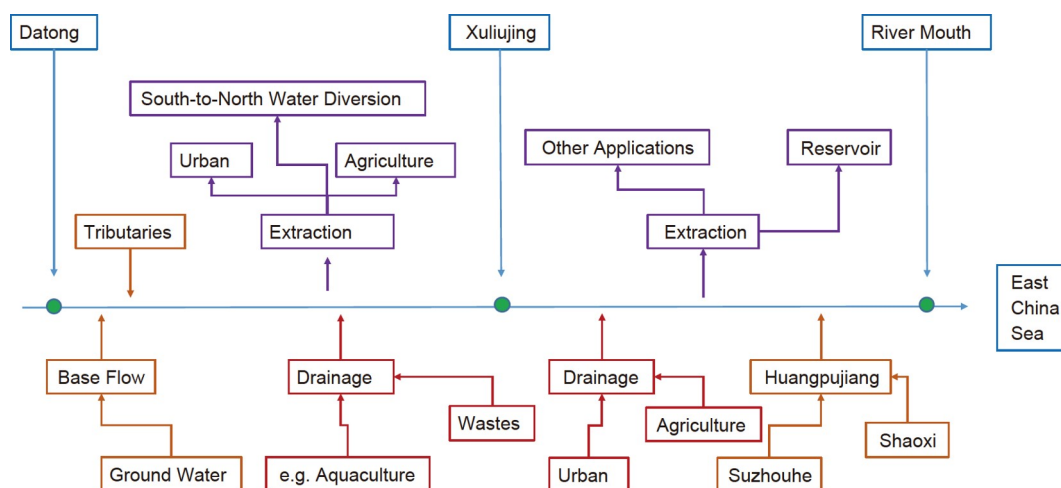 Datong
Xuliujing
River Mouth
South-to-North Water Diversion
Urban
Agriculture
Other Applications
Reservoir
Tributaries
Extraction
Extraction
East
China
Sea
Base Flow
Drainage
Drainage
Huangpujiang
Wastes
Agriculture
Shaoxi
Ground Water
e.g. Aquaculture
Urban
Suzhouhe